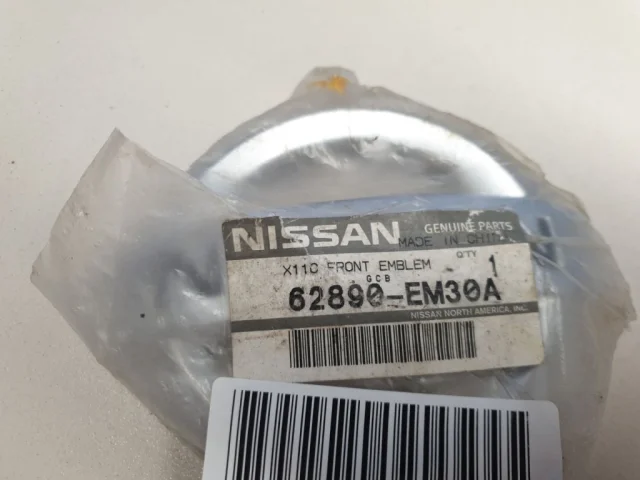 NISSAN GENUINE PARTS
MADE IN CHINA
X11C FRONT EMBLEM QTY 1
GCB
62890-EM30A
NISSAN NORTH AMERICA, INC.